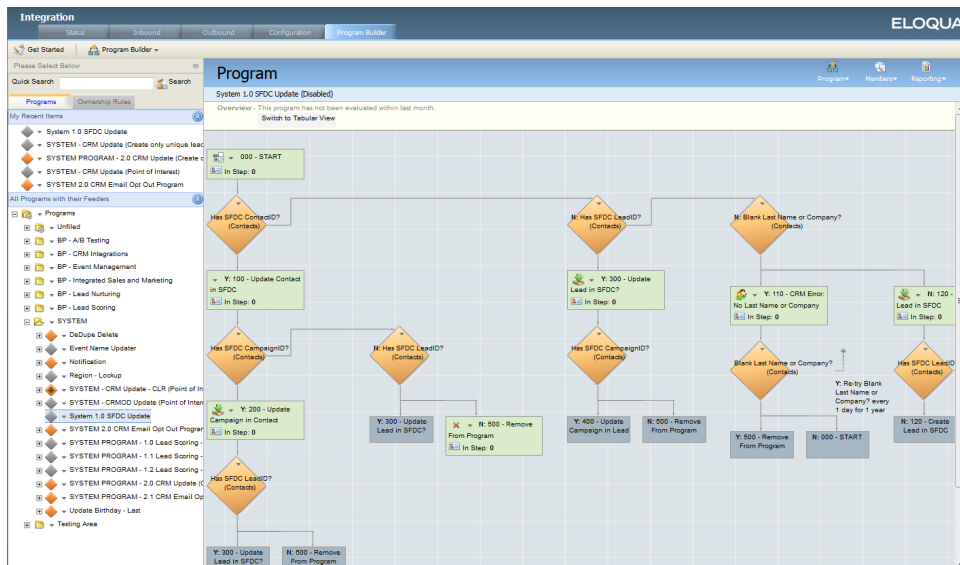 Integration
ELOQUA
Status
Inbound
Outbound
Configuration
Program Builder
Get Started
Program Builder
Please Select Below
Quick Search
Search
Programs
Ownership Rules
My Recent Items
System 1.0 SFDC Update
SYSTEM - CRM Update (Create only unique leac
SYSTEM PROGRAM - 2.0 CRM Update (Create c
SYSTEM - CRM Update (Point of Interest)
SYSTEM 2.0 CRM Email Opt Out Program
All Programs with their Feeders
Programs
Unfiled
BP - A/B Testing
BP - CRM Integrations
BP - Event Management
BP - Integrated Sales and Marketing
BP - Lead Nurturing
BP - Lead Scoring
SYSTEM
DeDupe Delete
Event Name Updater
Notification
Region - Lookup
SYSTEM - CRM Update - CLR (Point of In
SYSTEM - CRMOD Update (Point of Inter
System 1.0 SFDC Update
SYSTEM 2.0 CRM Email Opt Out Program
SYSTEM PROGRAM - 1.0 Lead Scoring -
SYSTEM PROGRAM - 1.1 Lead Scoring -
SYSTEM PROGRAM - 1.2 Lead Scoring -
SYSTEM PROGRAM - 2.0 CRM Update (C
SYSTEM PROGRAM - 2.1 CRM Email Op
Update Birthday - Last
Testing Area
Program
Program
Members
Reporting
System 1.0 SFDC Update (Disabled)
Overview - This program has not been evaluated within last month.
Switch to Tabular View
000 - START
In Step: 0
Has SFDC ContactID?
(Contacts)
N: Has SFDC LeadID?
(Contacts)
N: Blank Last Name or Company?
(Contacts)
Y: 100 - Update Contact
in SFDC
In Step: 0
Y: 300 - Update
Lead in SFDC?
In Step: 0
Y: 110 - CRM Error:
No Last Name or Company
In Step: 0
N: 120 -
Lead in SFDC
In Step: 0
Has SFDC CampaignID?
(Contacts)
N: Has SFDC LeadID?
(Contacts)
Has SFDC CampaignID?
(Contacts)
Blank Last Name or Company?
(Contacts)
Has SFDC LeadID
(Contacts)
Y: Re-try Blank
Last Name or
Company? every
1 day for 1 year
Y: 200 - Update
Campaign in Contact
In Step: 0
Y: 300 - Update
Lead in SFDC?
N: 500 - Remove
From Program
In Step: 0
Y: 400 - Update
Campaign in Lead
N: 500 - Remove
From Program
Y: 500 - Remove
From Program
N: 000 - START
N: 120 - Create
Lead in SFDC
Has SFDC LeadID?
(Contacts)
Y: 300 - Update
Lead in SFDC?
N: 500 - Remove
From Program